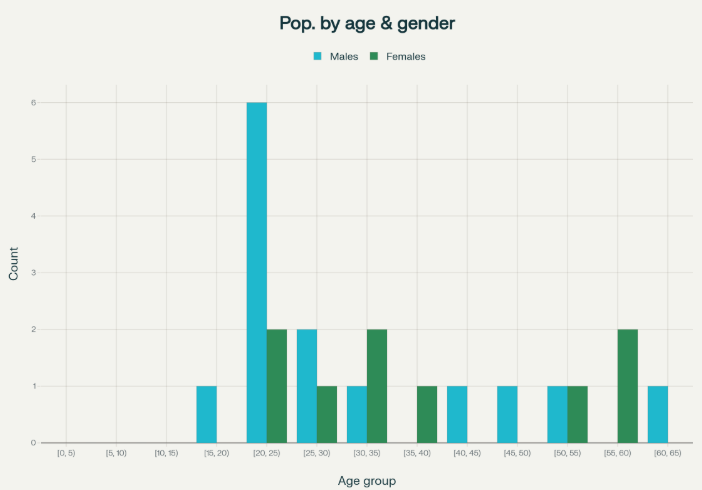 Pop. by age & gender
Males Females
6
5
4
3
2
1
0
Count
[0, 5) [5, 10) [10, 15) [15, 20) [20, 25) [25, 30) [30, 35) [35, 40) [40, 45) [45, 50) [50, 55) [55, 60) [60, 65)
Age group